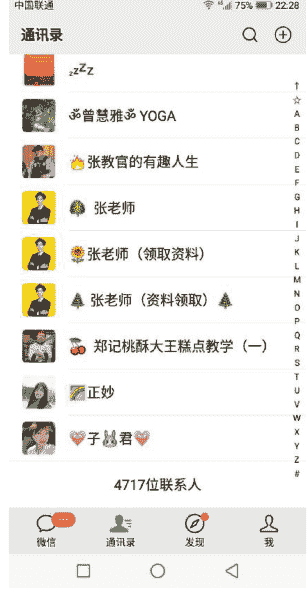 中国联通 75% 22:28
通讯录
zZZZ
ॐ曾慧雅ॐ YOGA
🔥张教官的有趣人生
张老师
🌻张老师（领取资料）
🌲张老师（资料领取）🌲
🍒 郑记桃酥大王糕点教学（一）
🌈正妙
💗子🐰君💗
4717位联系人
↑
☆
A
B
C
D
E
F
G
H
I
J
K
L
M
N
O
P
Q
R
S
T
U
V
W
X
Y
Z
#
微信 通讯录 发现 我